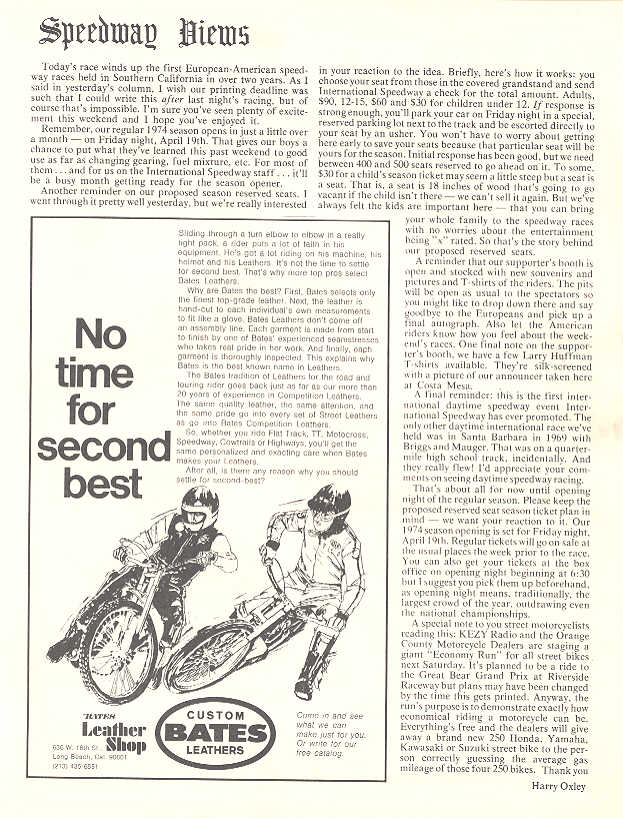 Speedway Views
Today's race winds up the first European-American speed-
way races held in Southern California in over two years. As I
said in yesterday's column, I wish our printing deadline was
such that I could write this after last night's racing, but of
course that's impossible. I'm sure you've seen plenty of excite-
ment this weekend and I hope you've enjoyed it.
Remember, our regular 1974 season opens in just a little over
a month — on Friday night, April 19th. That gives our boys a
chance to put what they've learned this past weekend to good
use as far as changing gearing, fuel mixture, etc. For most of
them . . . and for us on the International Speedway staff . . . it'll
be a busy month getting ready for the season opener.
Another reminder on our proposed season reserved seats. I
went through it pretty well yesterday, but we're really interested
in your reaction to the idea. Briefly, here's how it works: you
choose your seat from those in the covered grandstand and send
International Speedway a check for the total amount. Adults,
$90, 12-15, $60 and $30 for children under 12. If response is
strong enough, you'll park your car on Friday night in a special,
reserved parking lot next to the track and be escorted directly to
your seat by an usher. You won't have to worry about getting
here early to save your seats because that particular seat will be
yours for the season. Initial response has been good, but we need
between 400 and 500 seats reserved to go ahead on it. To some,
$30 for a child's season ticket may seem a little steep but a seat is
a seat. That is, a seat is 18 inches of wood that's going to go
vacant if the child isn't there — we can't sell it again. But we've
always felt the kids are important here — that you can bring
your whole family to the speedway races
with no worries about the entertainment
being "x" rated. So that's the story behind
our proposed reserved seats.
A reminder that our supporter's booth is
open and stocked with new souvenirs and
pictures and T-shirts of the riders. The pits
will be open as usual to the spectators so
you might like to drop down there and say
goodbye to the Europeans and pick up a
final autograph. Also let the American
riders know how you feel about the week-
end's races. One final note on the suppor-
ter's booth, we have a few Larry Huffman
T-shirts available. They're silk-screened
with a picture of our announcer taken here
at Costa Mesa.
A final reminder: this is the first inter-
national daytime speedway event Inter-
national Speedway has ever promoted. The
only other daytime international race we've
held was in Santa Barbara in 1969 with
Briggs and Mauger. That was on a quarter-
mile high school track, incidentally. And
they really flew! I'd appreciate your com-
ments on seeing daytime speedway racing.
That's about all for now until opening
night of the regular season. Please keep the
proposed reserved seat season ticket plan in
mind — we want your reaction to it. Our
1974 season opening is set for Friday night,
April 19th. Regular tickets will go on sale at
the usual places the week prior to the race.
You can also get your tickets at the box
office on opening night beginning at 6:30
but I suggest you pick them up beforehand,
as opening night means, traditionally, the
largest crowd of the year, outdrawing even
the national championships.
A special note to you street motorcyclists
reading this: KEZY Radio and the Orange
County Motorcycle Dealers are staging a
giant "Economy Run" for all street bikes
next Saturday. It's planned to be a ride to
the Great Bear Grand Prix at Riverside
Raceway but plans may have been changed
by the time this gets printed. Anyway, the
run's purpose is to demonstrate exactly how
economical riding a motorcycle can be.
Everything's free and the dealers will give
away a brand new 250 Honda, Yamaha,
Kawasaki or Suzuki street bike to the per-
son correctly guessing the average gas
mileage of those four 250 bikes. Thank you
Harry Oxley
No
time
for
second
best
Sliding through a turn elbow to elbow in a really
tight pack, a rider puts a lot of faith in his
equipment. He's got a lot riding on his machine, his
helmet and his Leathers. It's not the time to settle
for second best. That's why more top pros select
Bates Leathers.
Why are Bates the best? First, Bates selects only
the finest top-grade leather. Next, the leather is
hand-cut to each individual's own measurements
to fit like a glove. Bates Leathers don't come off
an assembly line. Each garment is made from start
to finish by one of Bates' experienced seamstresses
who takes real pride in her work. And finally, each
garment is thoroughly inspected. This explains why
Bates is the best known name in Leathers.
The Bates tradition of Leathers for the road and
touring rider goes back just as far as our more than
20 years of experience in Competition Leathers.
The same quality leather, the same attention, and
the same pride go into every set of Street Leathers
as go into Bates Competition Leathers.
So, whether you ride Flat Track, TT, Motocross,
Speedway, Cowtrails or Highways, you'll get the
same personalized and exacting care when Bates
makes your Leathers.
After all, is there any reason why you should
settle for second-best?
BATES
Leather
Shop
636 W. 16th St.
Long Beach, Cal. 90801
(213) 435-6551
CUSTOM
BATES
LEATHERS
Come in and see
what we can
make just for you.
Or write for our
free catalog.